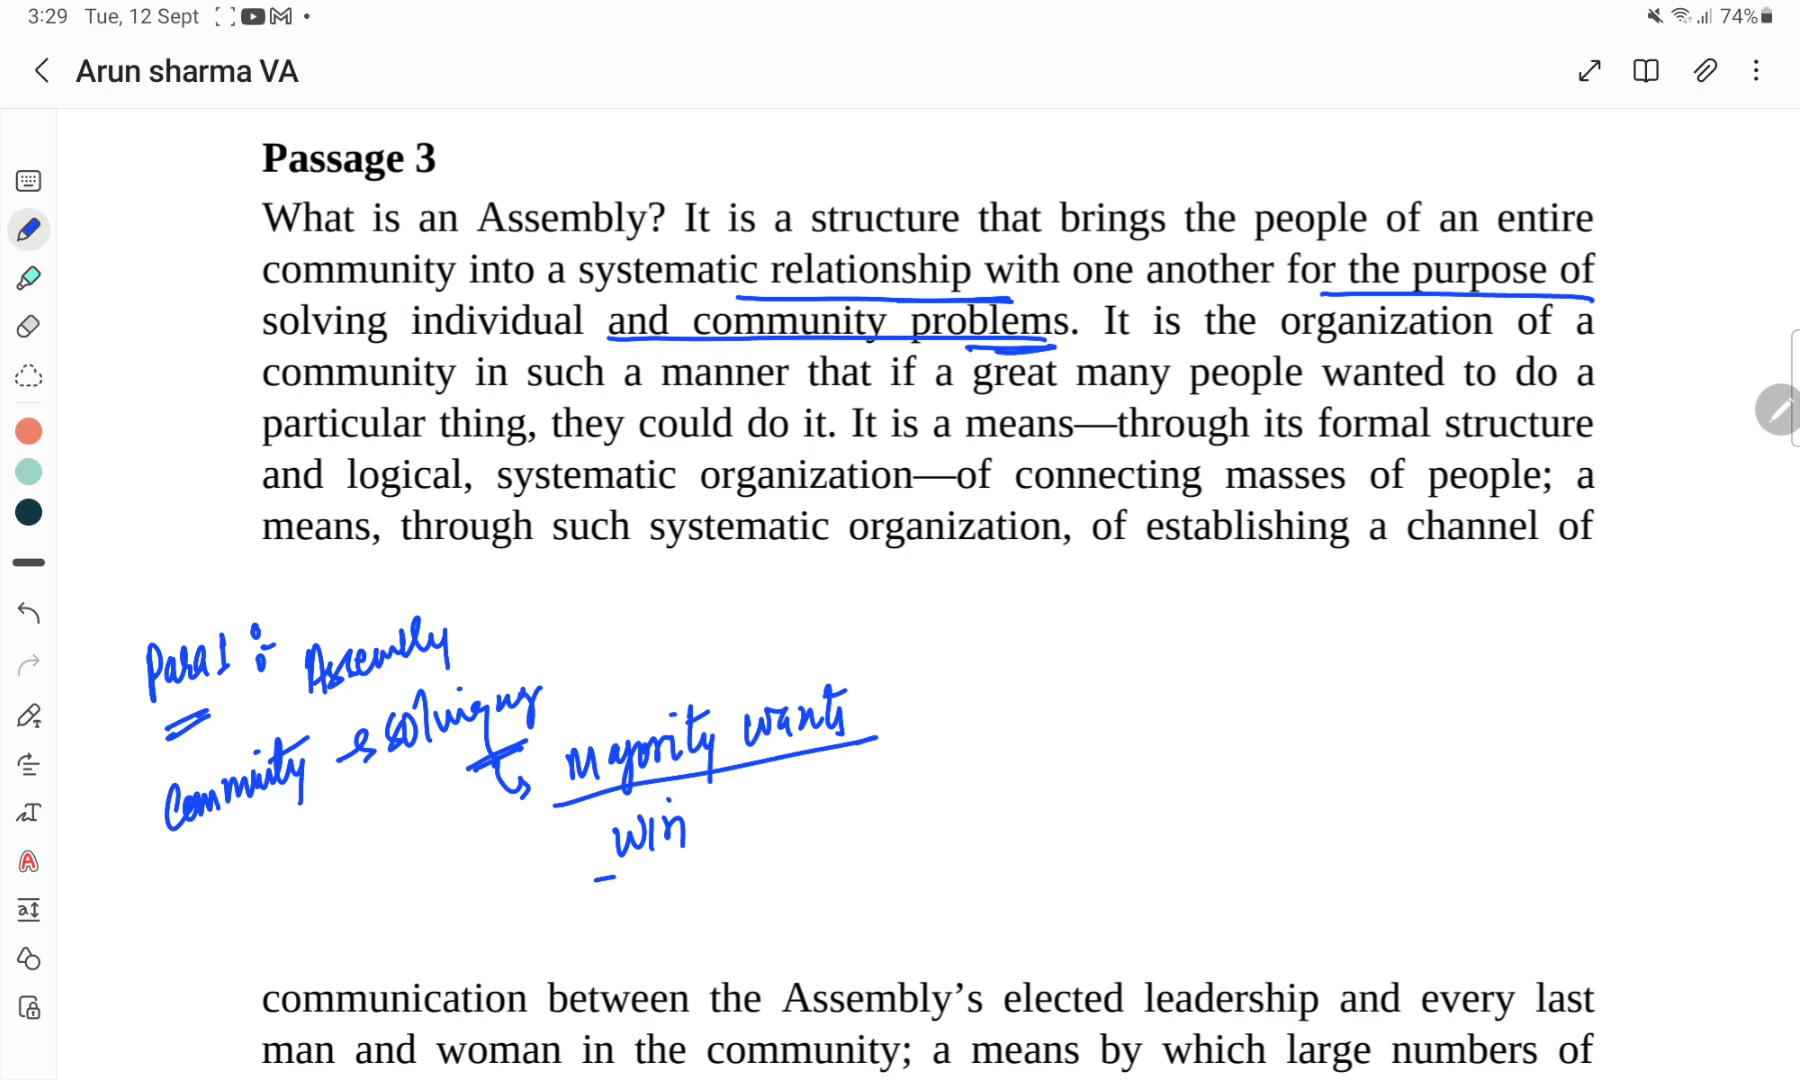 3:29 Tue, 12 Sept 74%
Arun sharma VA
Passage 3
What is an Assembly? It is a structure that brings the people of an entire
community into a systematic relationship with one another for the purpose of
solving individual and community problems. It is the organization of a
community in such a manner that if a great many people wanted to do a
particular thing, they could do it. It is a means—through its formal structure
and logical, systematic organization—of connecting masses of people; a
means, through such systematic organization, of establishing a channel of
Para 1 :- Assembly
Community → solving
Majority wants
win
communication between the Assembly’s elected leadership and every last
man and woman in the community; a means by which large numbers of